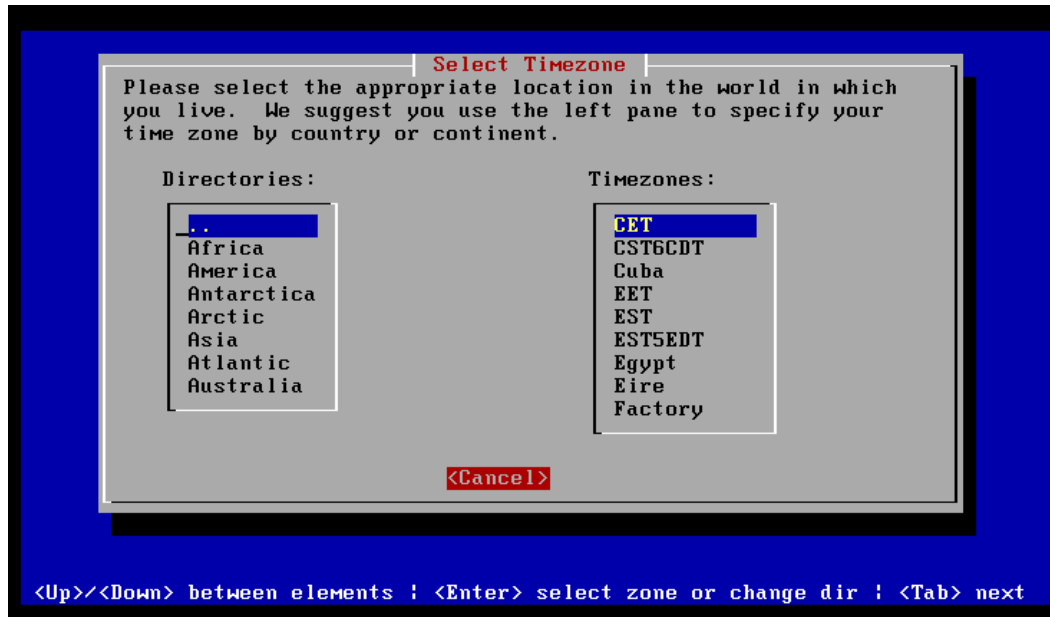 Select Timezone
Please select the appropriate location in the world in which
you live.  We suggest you use the left pane to specify your
time zone by country or continent.
Directories:
..
Africa
America
Antarctica
Arctic
Asia
Atlantic
Australia
Timezones:
CET
CST6CDT
Cuba
EET
EST
EST5EDT
Egypt
Eire
Factory
<Cancel>
<Up>/<Down> between elements ¦ <Enter> select zone or change dir ¦ <Tab> next